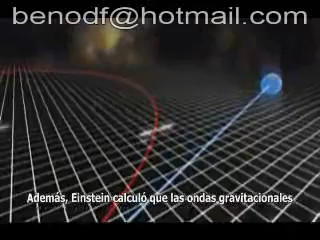 benodf@hotmail.com
Además, Einstein calculó que las ondas gravitacionales